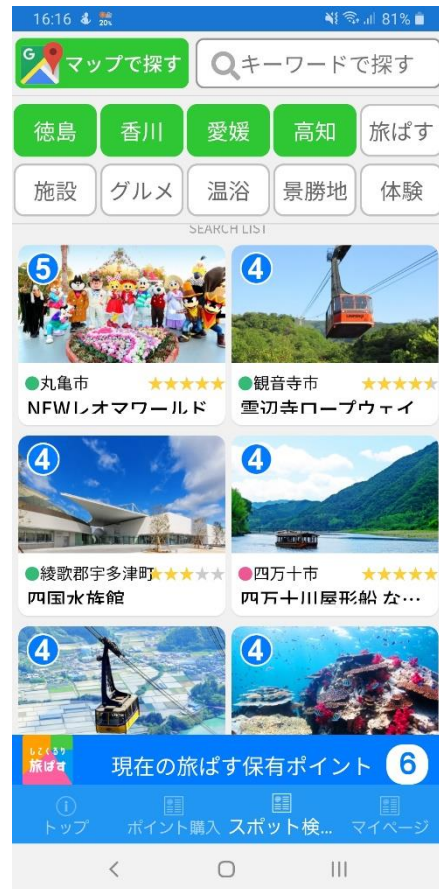 16:16 20% 81%
G マップで探す キーワードで探す
徳島 香川 愛媛 高知 旅ぱす
施設 グルメ 温浴 景勝地 体験
SEARCH LIST
5 4
丸亀市 ★★★★★ 観音寺市 ★★★★★
NEWレオマワールド 雲辺寺ロープウェイ
4 4
綾歌郡宇多津町 ★★★★★ 四万十市 ★★★★★
四国水族館 四万十川屋形船 な…
4 4
しこくるり
旅ぱす 現在の旅ぱす保有ポイント 6
トップ ポイント購入 スポット検... マイページ